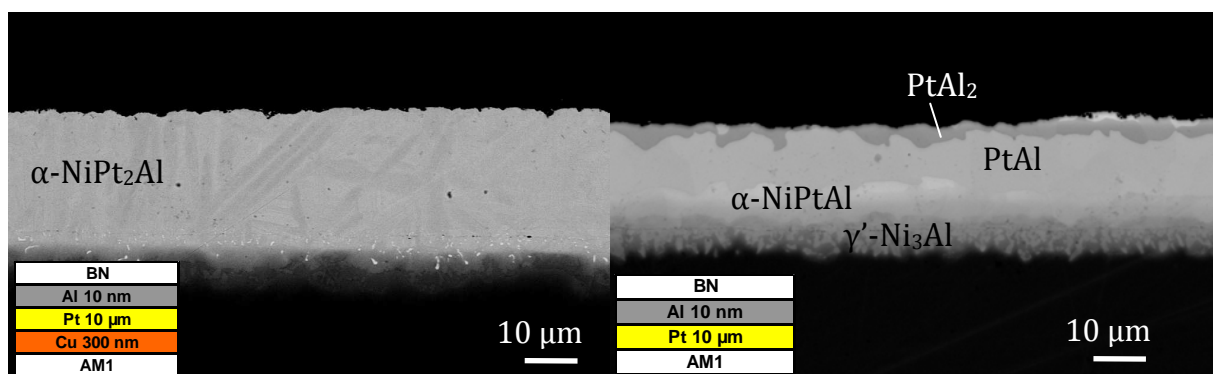 α-NiPt₂Al
BN
Al 10 nm
Pt 10 µm
Cu 300 nm
AM1
10 µm
PtAl₂
PtAl
α-NiPtAl
γ’-Ni₃Al
BN
Al 10 nm
Pt 10 µm
AM1
10 µm